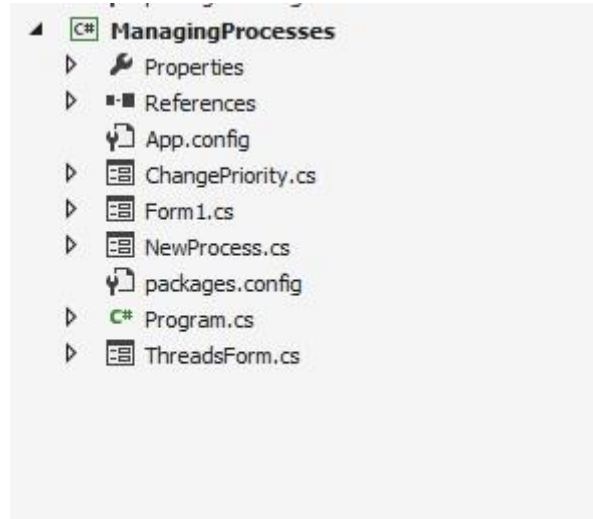 C# ManagingProcesses
Properties
References
App.config
ChangePriority.cs
Form1.cs
NewProcess.cs
packages.config
C# Program.cs
ThreadsForm.cs